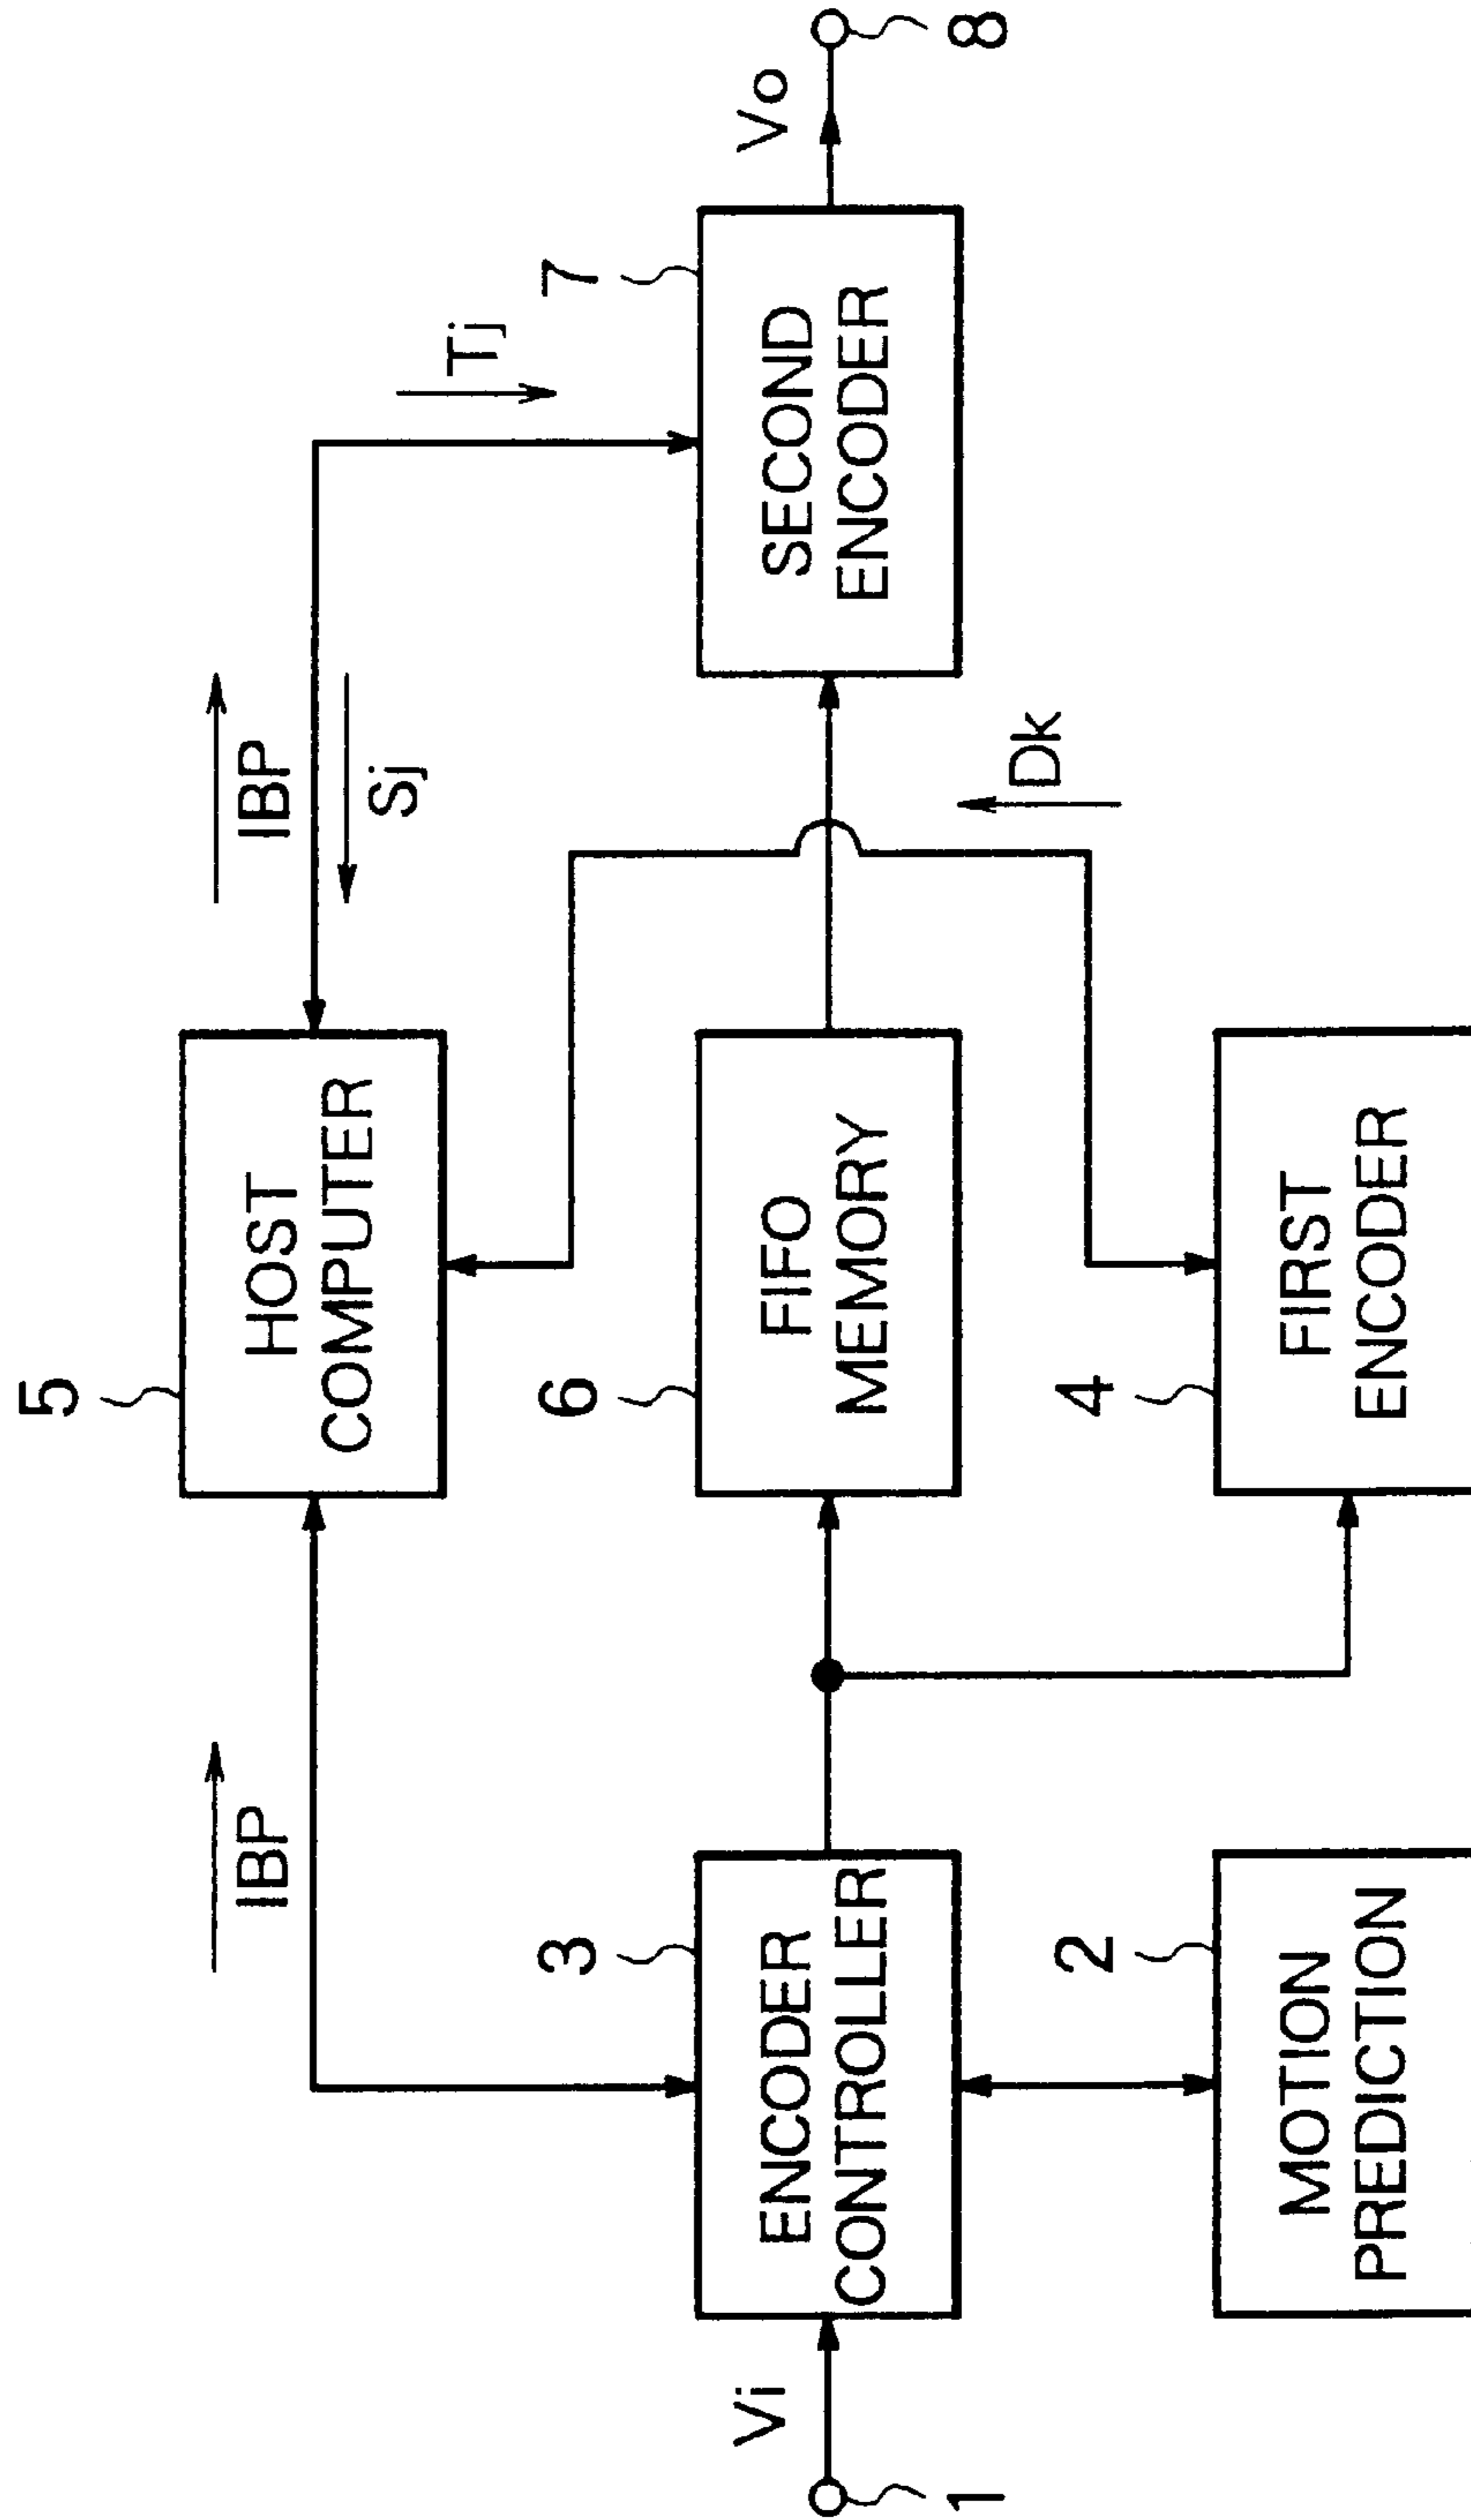 5
HOST
COMPUTER
IBP
IBP
Sj
Tj
3
ENCODER
CONTROLLER
6
FIFO
MEMORY
7
SECOND
ENCODER
Vi
1
Vo
8
Dk
2
MOTION
PREDICTION
4
FIRST
ENCODER